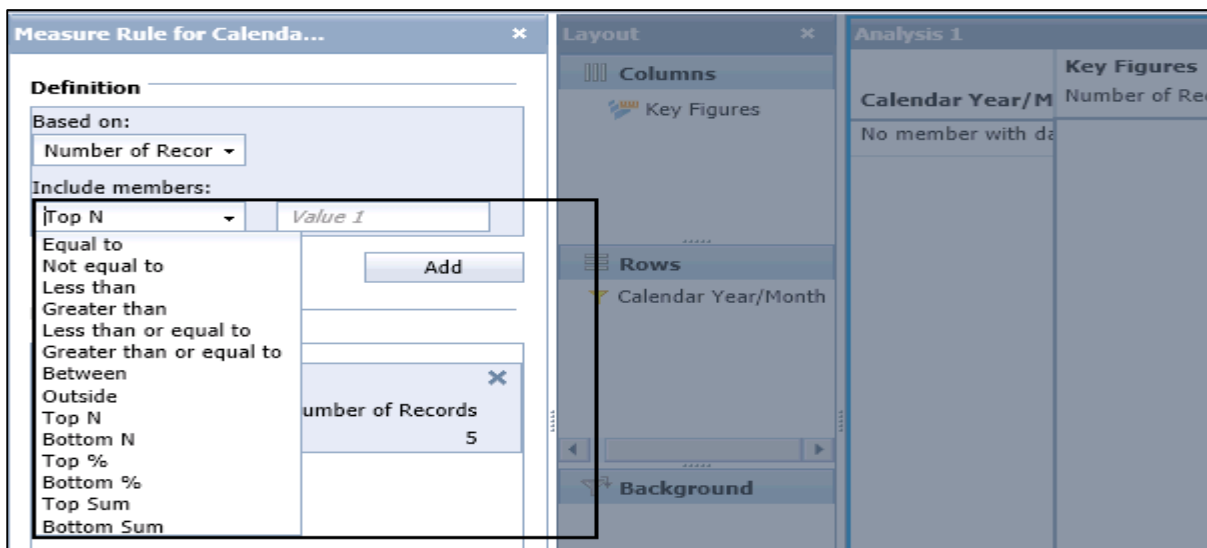 Measure Rule for Calenda...
Definition
Based on:
Number of Recor
Include members:
Top N
Value 1
Equal to
Not equal to
Less than
Greater than
Less than or equal to
Greater than or equal to
Between
Outside
Top N
Bottom N
Top %
Bottom %
Top Sum
Bottom Sum
Add
umber of Records
5
Layout
Columns
Key Figures
Rows
Calendar Year/Month
Background
Analysis 1
Key Figures
Calendar Year/M
Number of Rec
No member with da